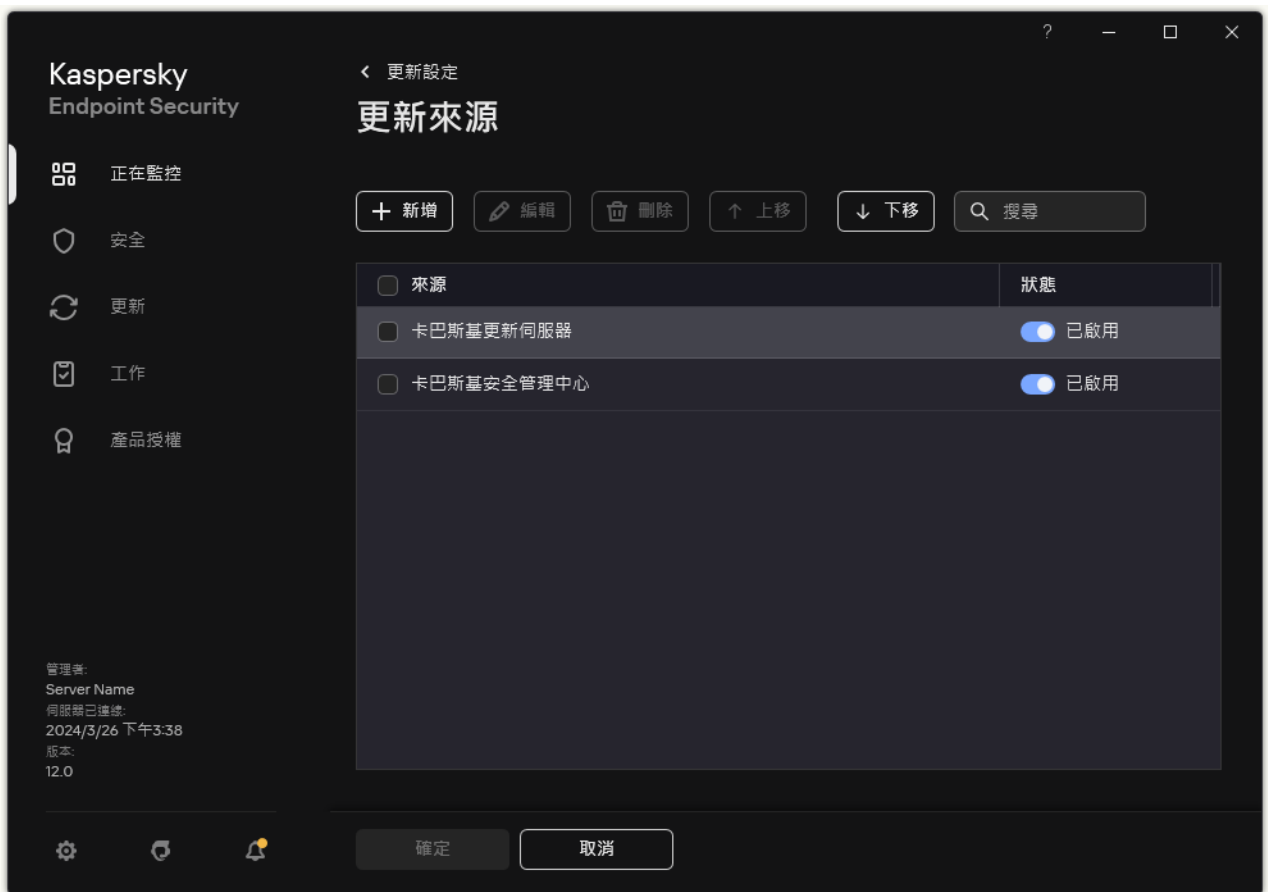 ?
Kaspersky
Endpoint Security
正在監控
安全
更新
工作
產品授權
管理者:
Server Name
伺服器已連線:
2024/3/26 下午3:38
版本:
12.0
更新設定
更新來源
新增
編輯
刪除
上移
下移
搜尋
來源 狀態
卡巴斯基更新伺服器 已啟用
卡巴斯基安全管理中心 已啟用
確定
取消